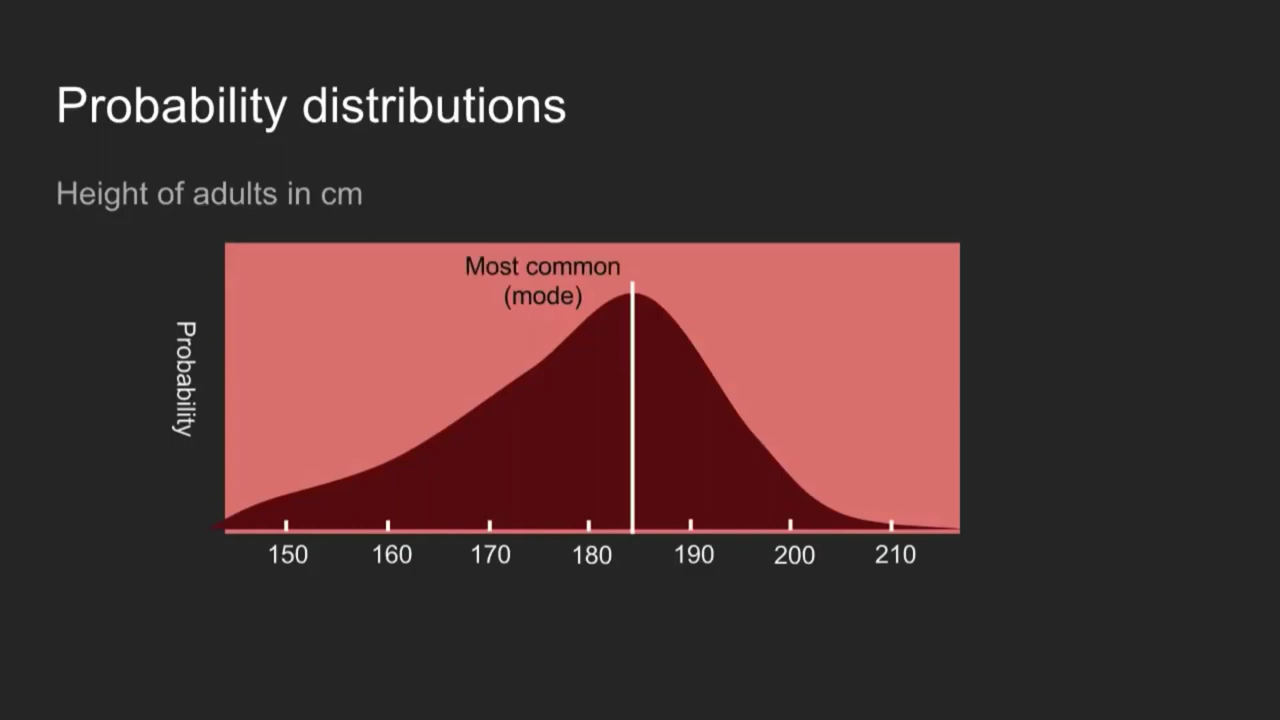 Probability distributions
Height of adults in cm
Most common
(mode)
Probability
150 160 170 180 190 200 210